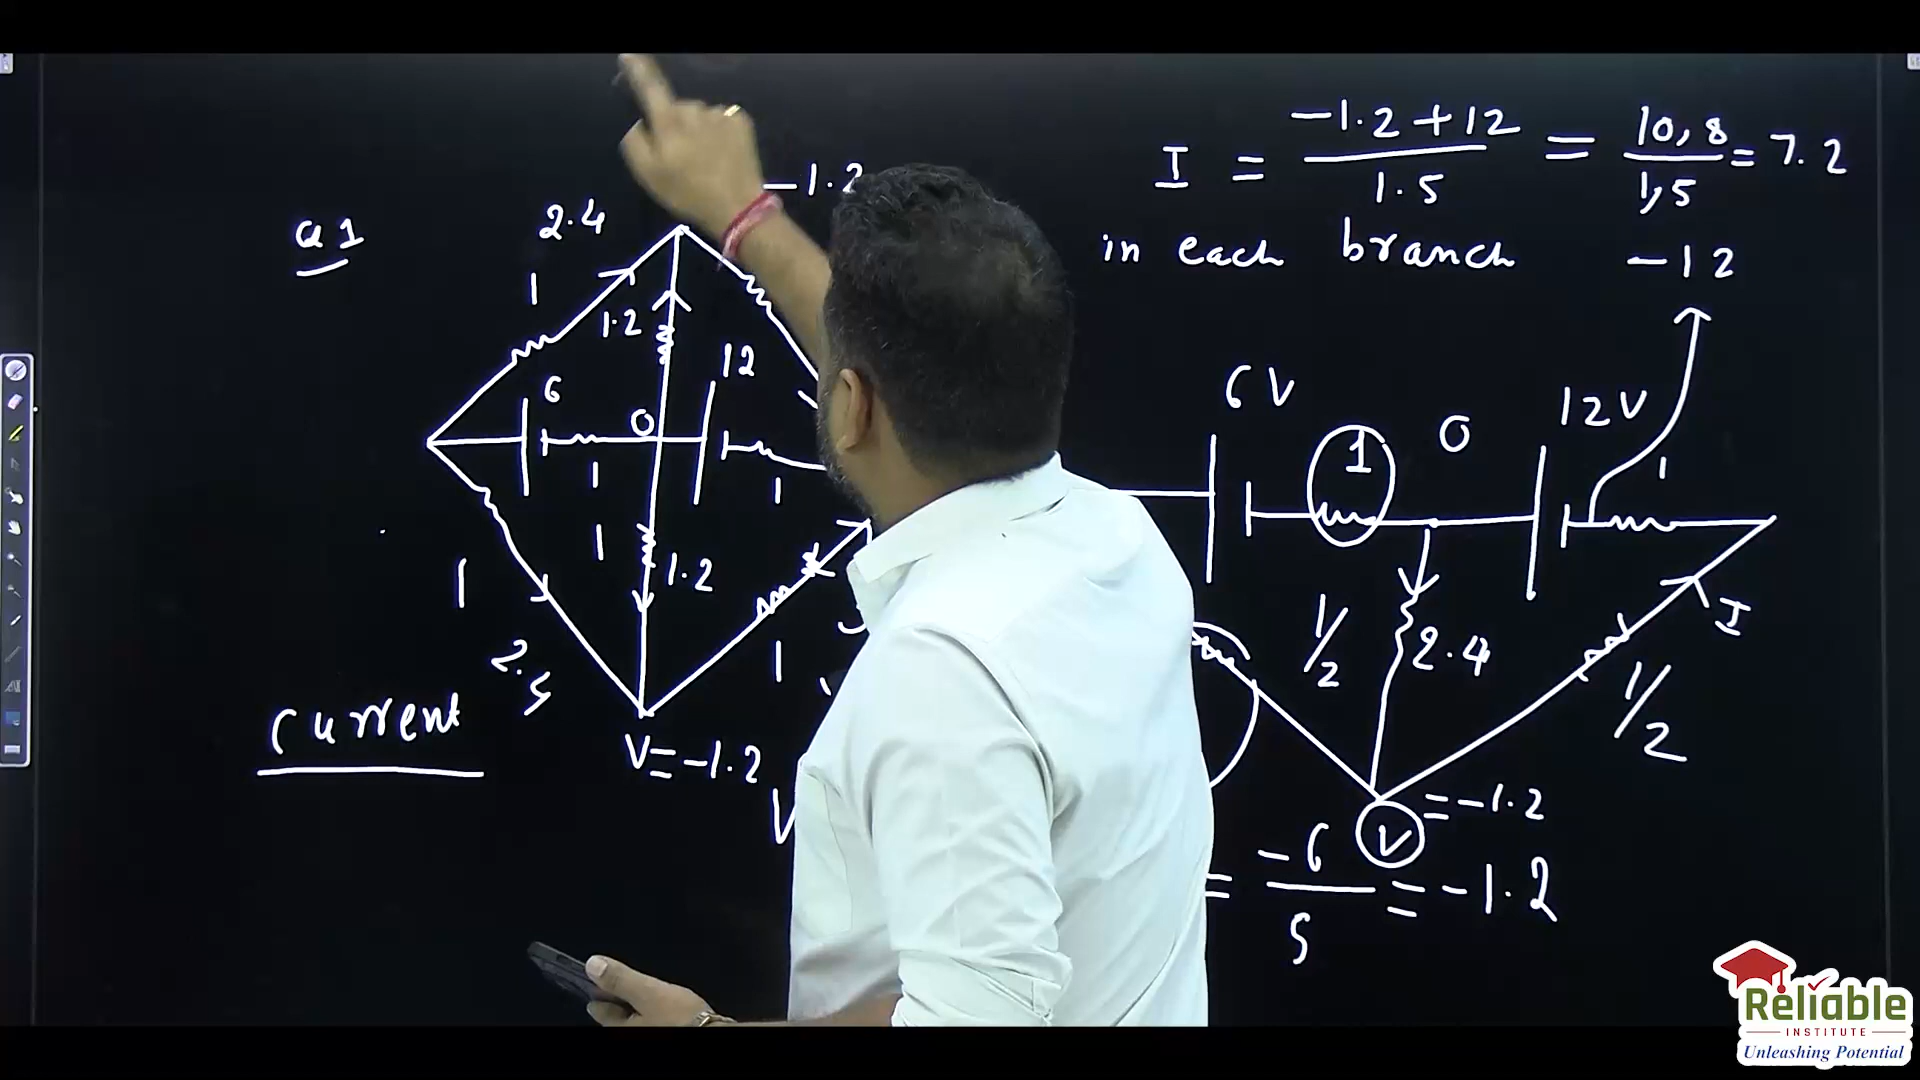 Q1
2.4
-1.2
1
1.2
6
12
0
1
1
1
1
1.2
2.5
1
V=-1.2
V
Current
I = -1.2+12 / 1.5 = 10.8 / 1.5 = 7.2
in each branch
-12
6V
1
0
12V
1
1/2
2.4
I
1/2
V = -1.2
= -6/5 = -1.2
Reliable
INSTITUTE
Unleashing Potential